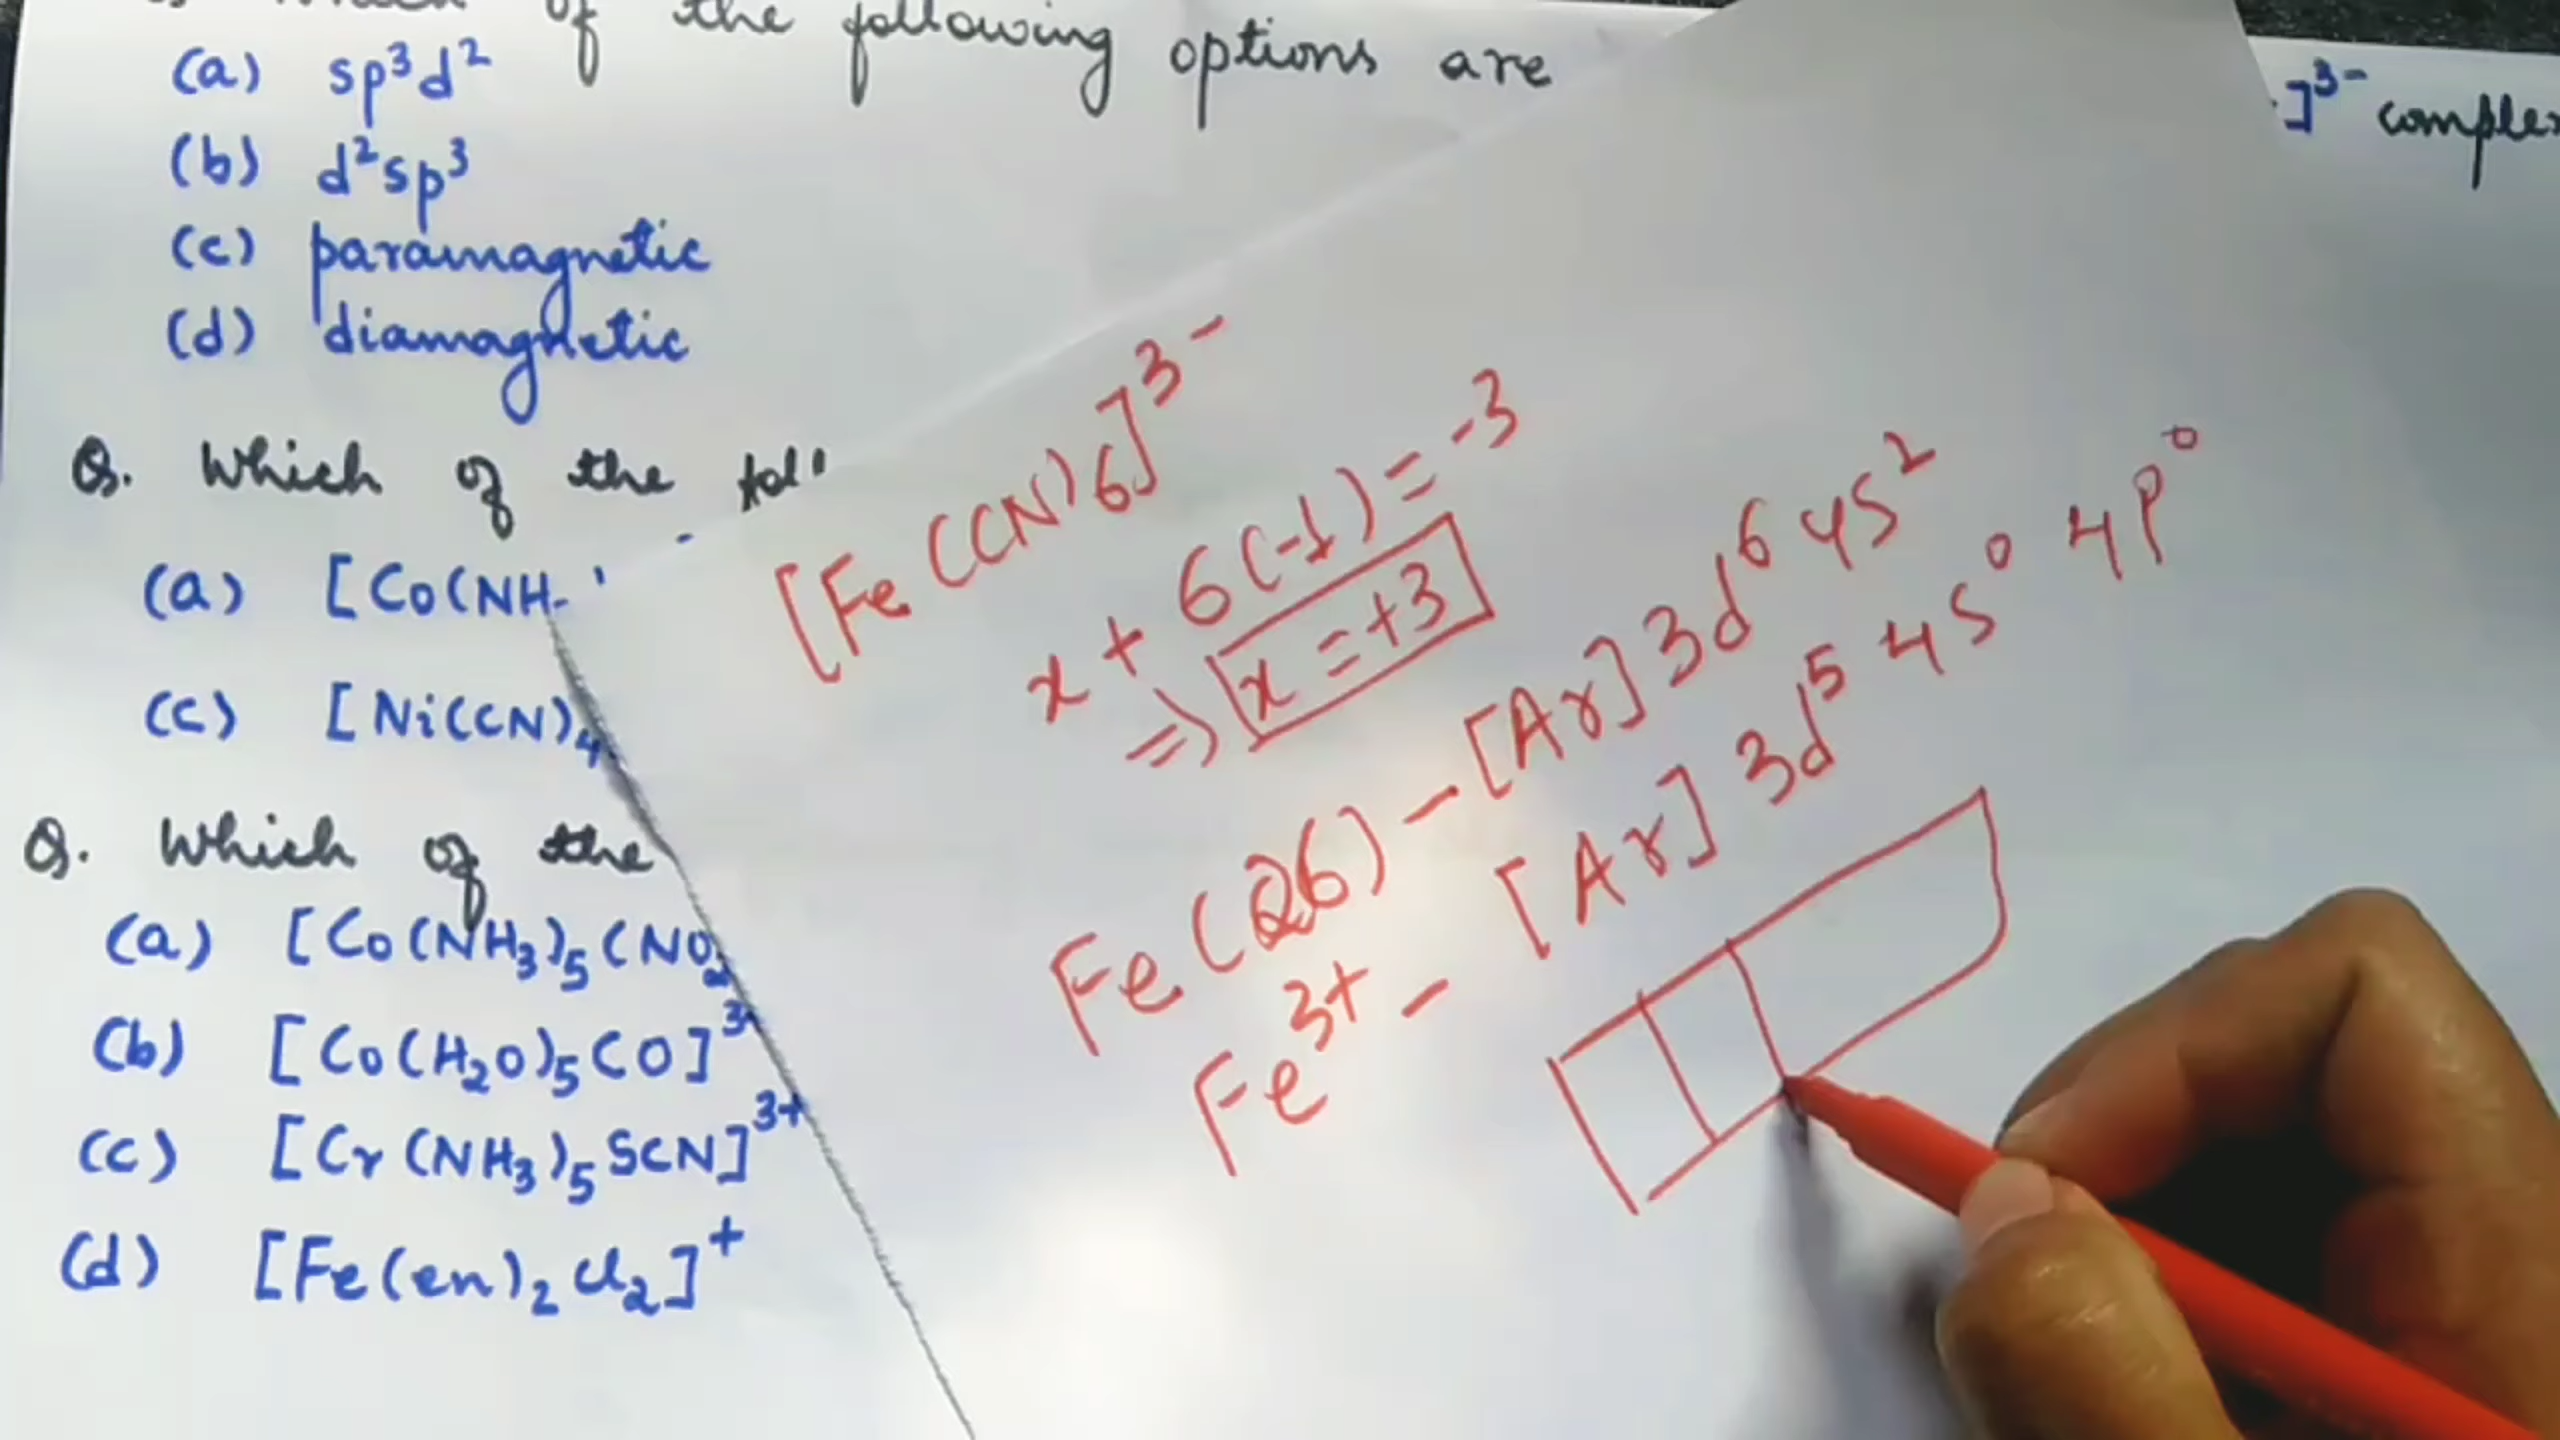 of the following options are ]³⁻ complex
(a) sp³d²
(b) d²sp³
(c) paramagnetic
(d) diamagnetic
Q. Which of the
(a) [Co(NH
(c) [Ni(CN)₄
Q. Which of the
(a) [Co(NH₃)₅(NO₂
(b) [Co(H₂O)₅CO]³
(c) [Cr(NH₃)₅SCN]³⁺
(d) [Fe(en)₂Cl₂]⁺
[Fe(CN)6]³⁻
x + 6(-1) = -3
⇒ x = +3
Fe(26) - [Ar] 3d⁶ 4s²
Fe³⁺ - [Ar] 3d⁵ 4s⁰ 4p⁰